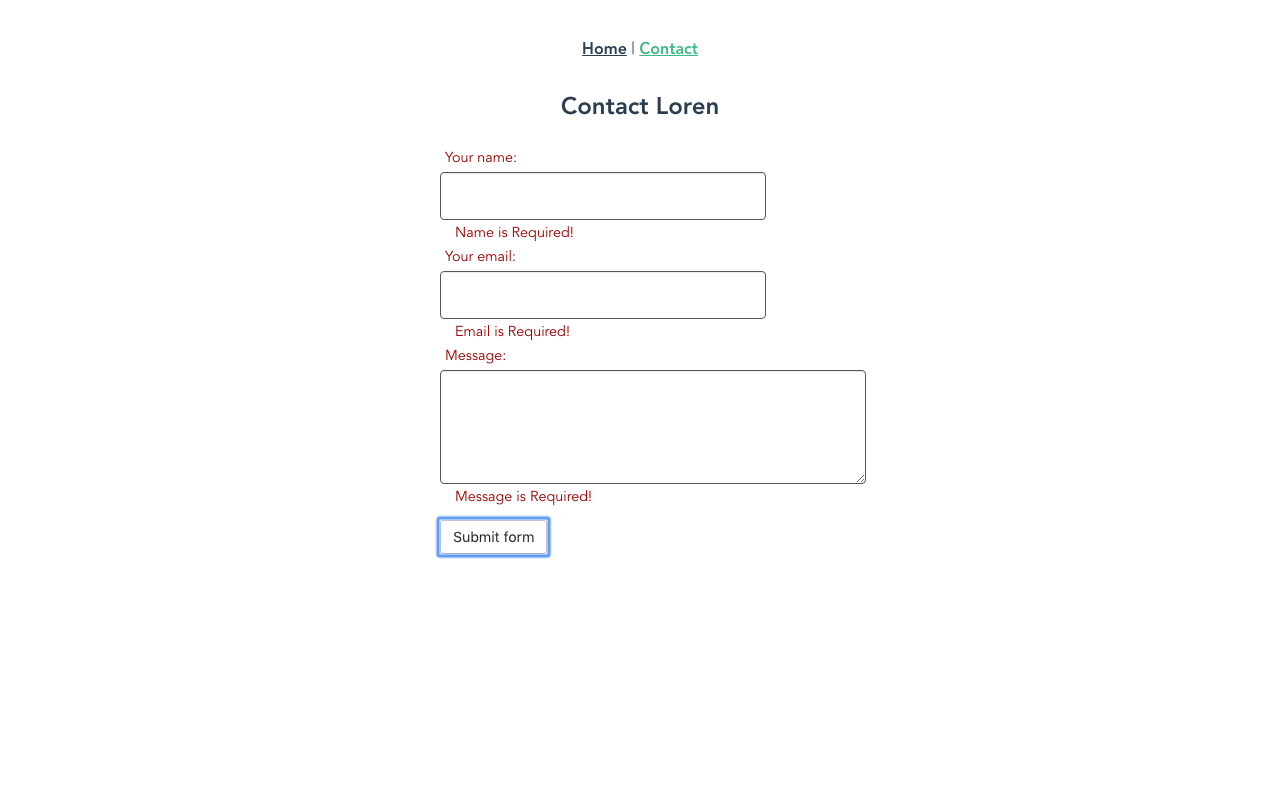 Home | Contact
Contact Loren
Your name:
Name is Required!
Your email:
Email is Required!
Message:
Message is Required!
Submit form